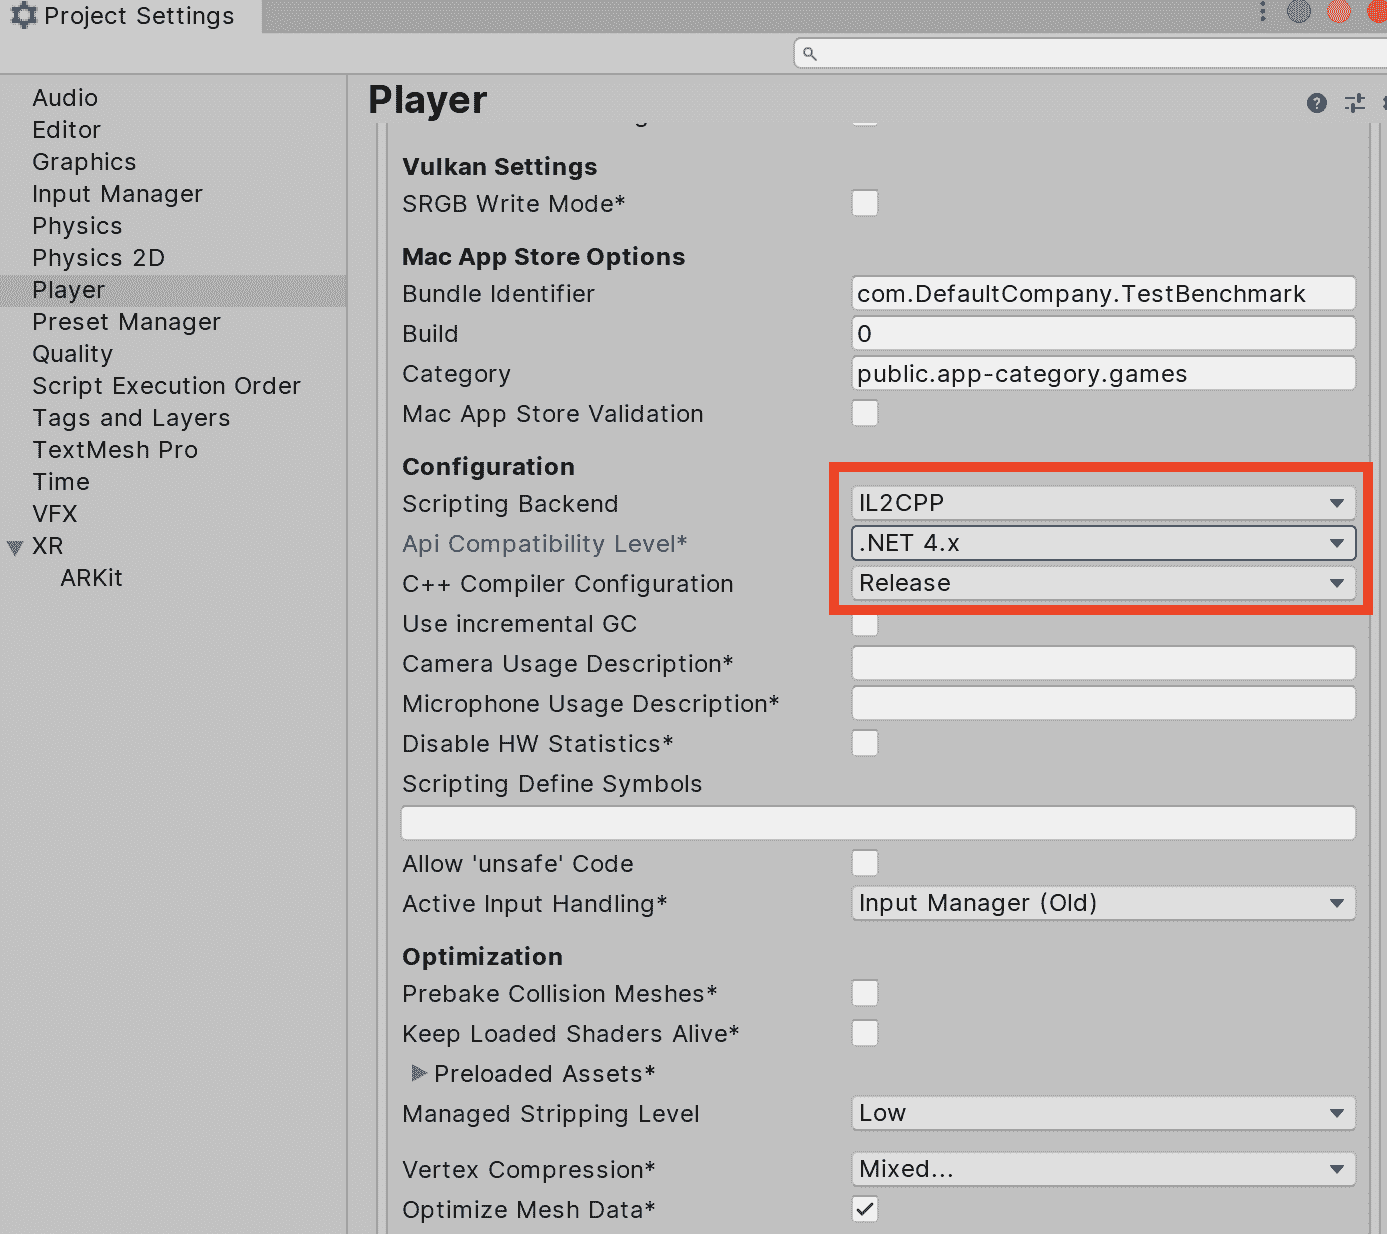 Project Settings
Audio
Editor
Graphics
Input Manager
Physics
Physics 2D
Player
Preset Manager
Quality
Script Execution Order
Tags and Layers
TextMesh Pro
Time
VFX
XR
ARKit
Player
Vulkan Settings
SRGB Write Mode*
Mac App Store Options
Bundle Identifier com.DefaultCompany.TestBenchmark
Build 0
Category public.app-category.games
Mac App Store Validation
Configuration
Scripting Backend IL2CPP
Api Compatibility Level* .NET 4.x
C++ Compiler Configuration Release
Use incremental GC
Camera Usage Description*
Microphone Usage Description*
Disable HW Statistics*
Scripting Define Symbols
Allow 'unsafe' Code
Active Input Handling* Input Manager (Old)
Optimization
Prebake Collision Meshes*
Keep Loaded Shaders Alive*
Preloaded Assets*
Managed Stripping Level Low
Vertex Compression* Mixed...
Optimize Mesh Data*